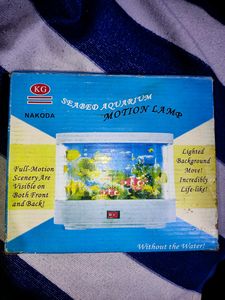 KG
NAKODA
SEABED AQUARIUM
MOTION LAMP
Full-Motion
Scenery Are
Visible on
Both Front
and Back!
Lighted
Background
Move!
Incredibly
Life-like!
Without the Water!